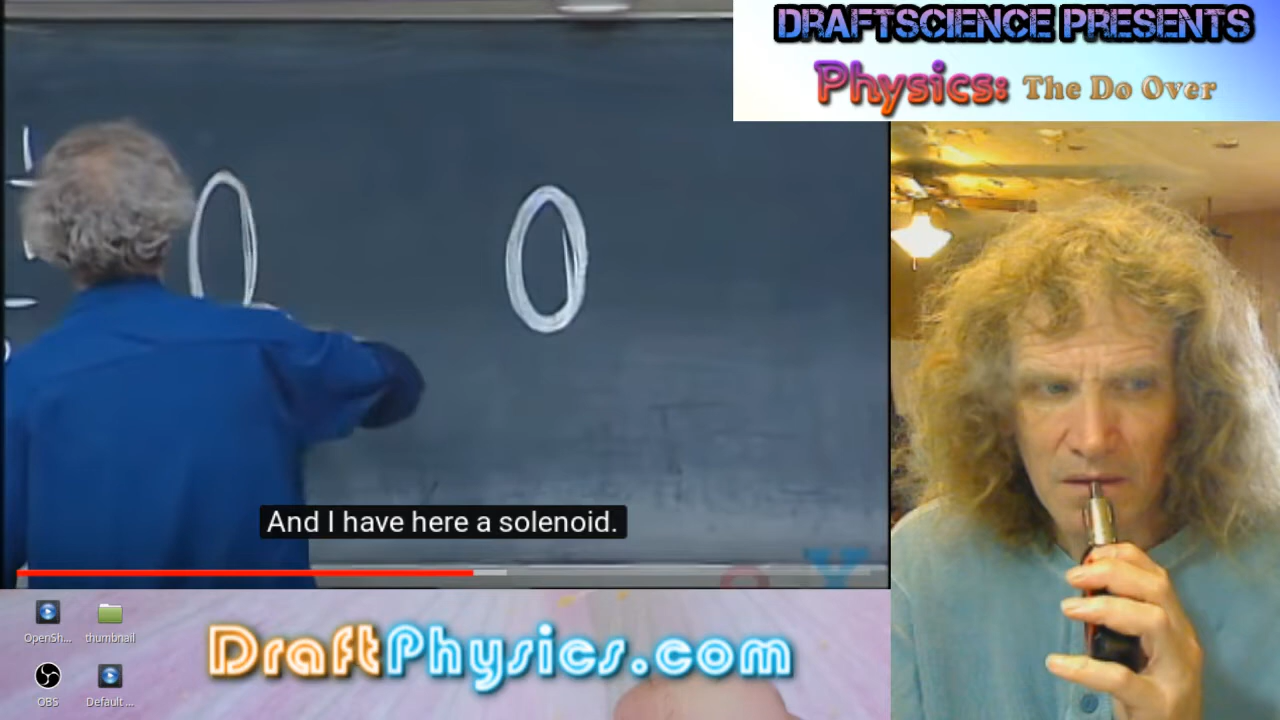 DRAFTSCIENCE PRESENTS
Physics: The Do Over
And I have here a solenoid.
OpenSh...
thumbnail
DraftPhysics.com
OBS
Default ...